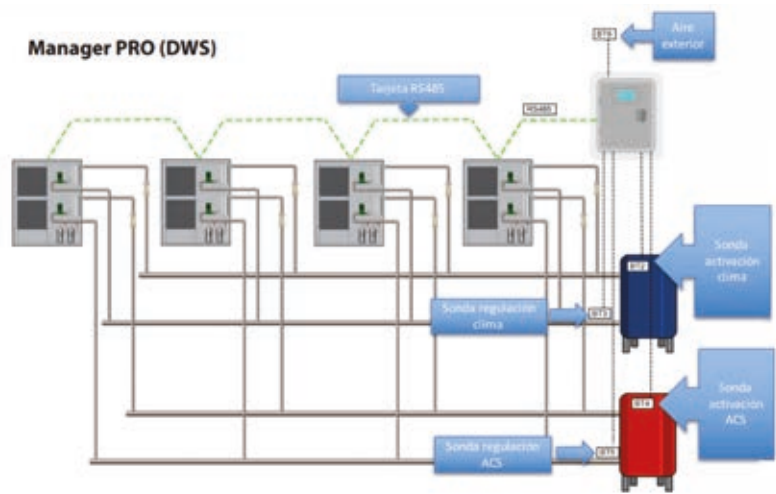 Manager PRO (DWS)
BT6
Aire
exterior
Tarjeta RS485
RS485
Sonda
activación
clima
BT2
Sonda regulación
clima
BT3
Sonda
activación
ACS
BT4
Sonda regulación
ACS
BT5